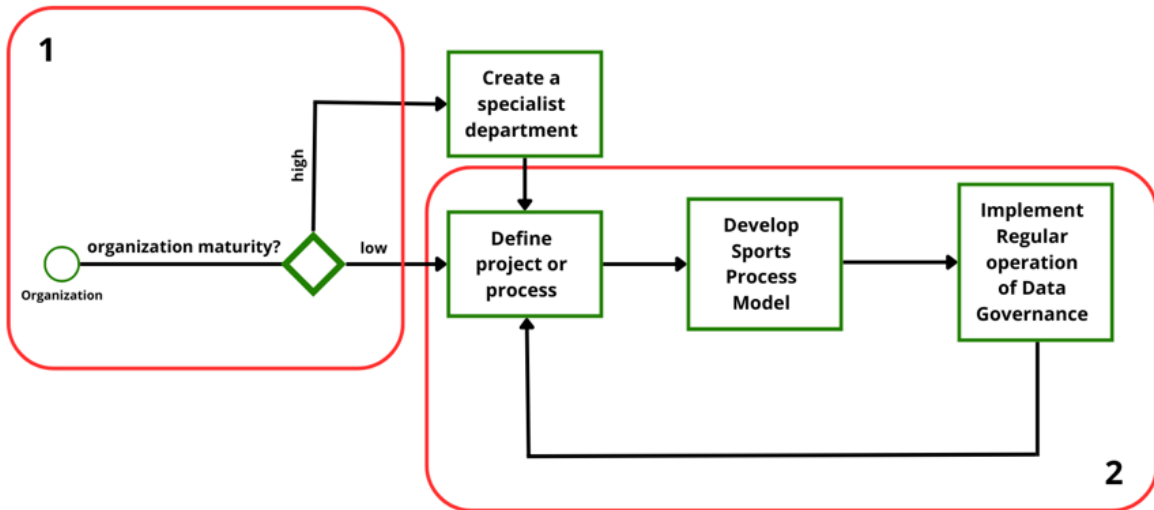 1
Create a
specialist
department
high
organization maturity?
low
Organization
Define
project or
process
Develop
Sports
Process
Model
Implement
Regular
operation
of Data
Governance
2